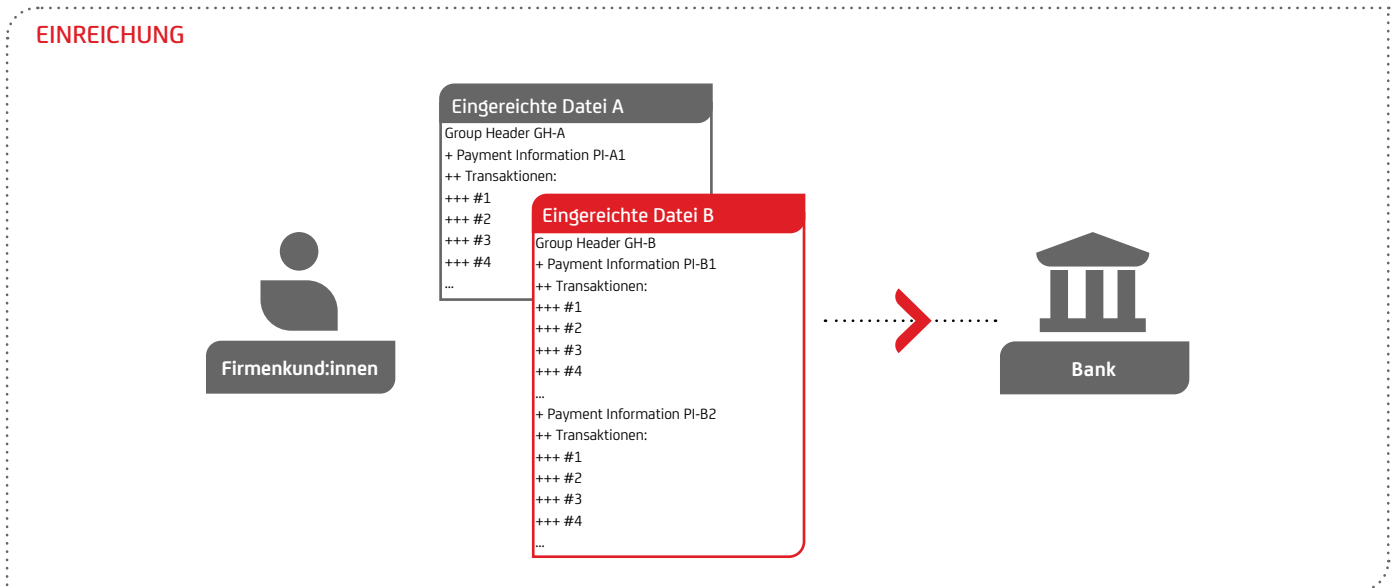 EINREICHUNG
Eingereichte Datei A
Group Header GH-A
+ Payment Information PI-A1
++ Transaktionen:
+++ #1
+++ #2
+++ #3
+++ #4
...
Eingereichte Datei B
Group Header GH-B
+ Payment Information PI-B1
++ Transaktionen:
+++ #1
+++ #2
+++ #3
+++ #4
...
+ Payment Information PI-B2
++ Transaktionen:
+++ #1
+++ #2
+++ #3
+++ #4
...
Firmenkund:innen
Bank